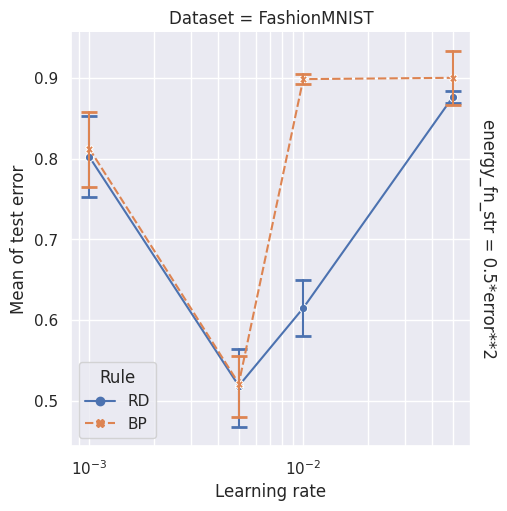 Dataset = FashionMNIST
0.9
0.8
0.7
0.6
0.5
Mean of test error
energy_fn_str = 0.5*error**2
Rule
RD
BP
10^{-3}
10^{-2}
Learning rate